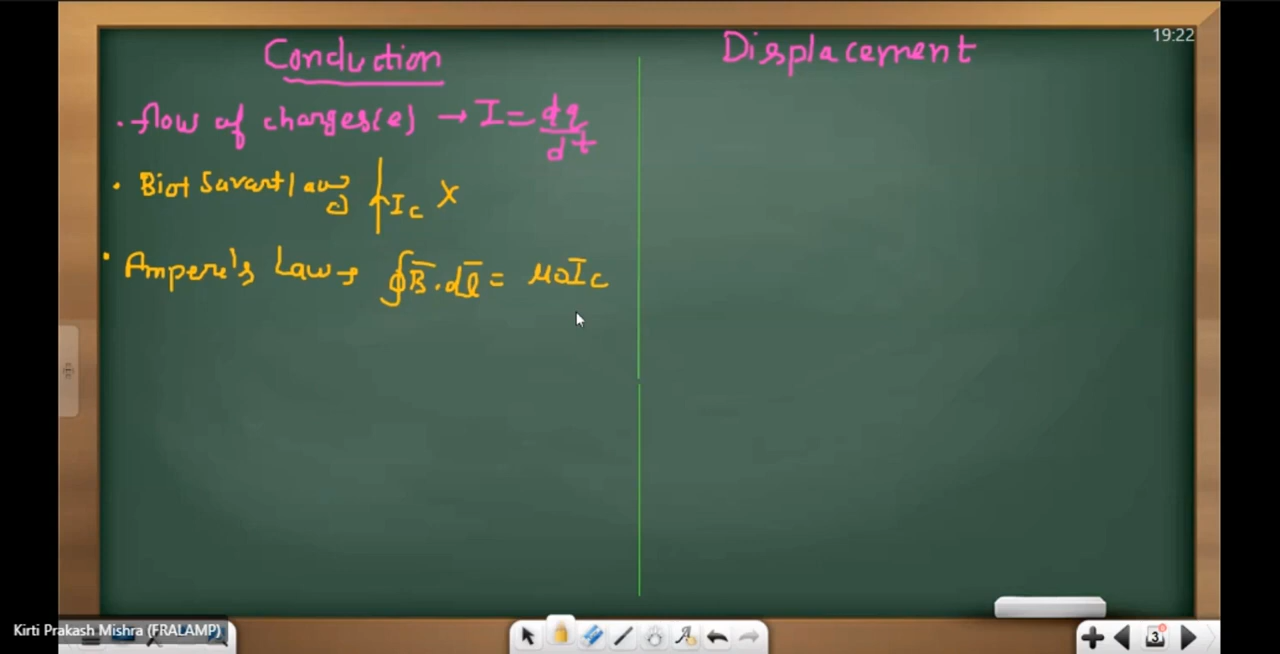 Conduction
. flow of charges(e) → I = dq/dt
. Biot Savart law → Ic X
. Ampere's Law → ∮B̅.dl̅ = μ0Ic
Displacement
19:22
Kirti Prakash Mishra (FRALAMP)
3